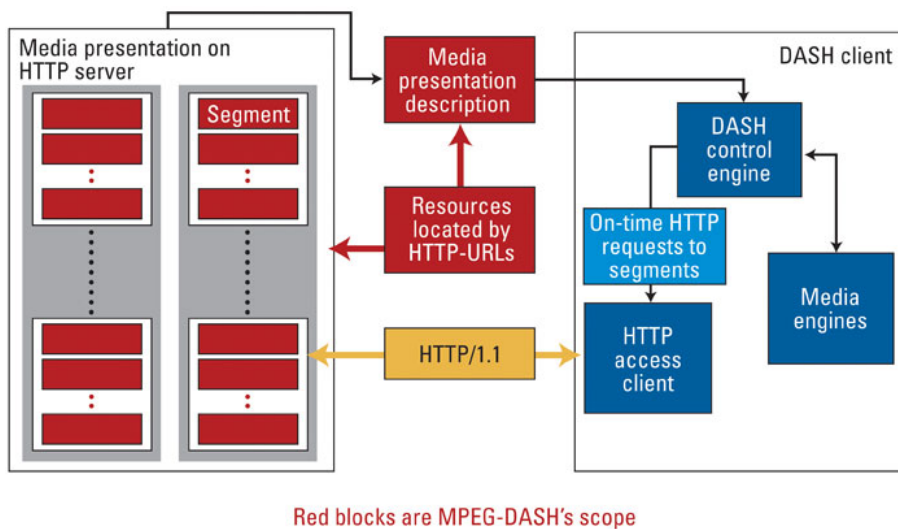 Media presentation on
HTTP server
Segment
Media
presentation
description
Resources
located by
HTTP-URLs
HTTP/1.1
DASH client
DASH
control
engine
On-time HTTP
requests to
segments
HTTP
access
client
Media
engines
Red blocks are MPEG-DASH's scope